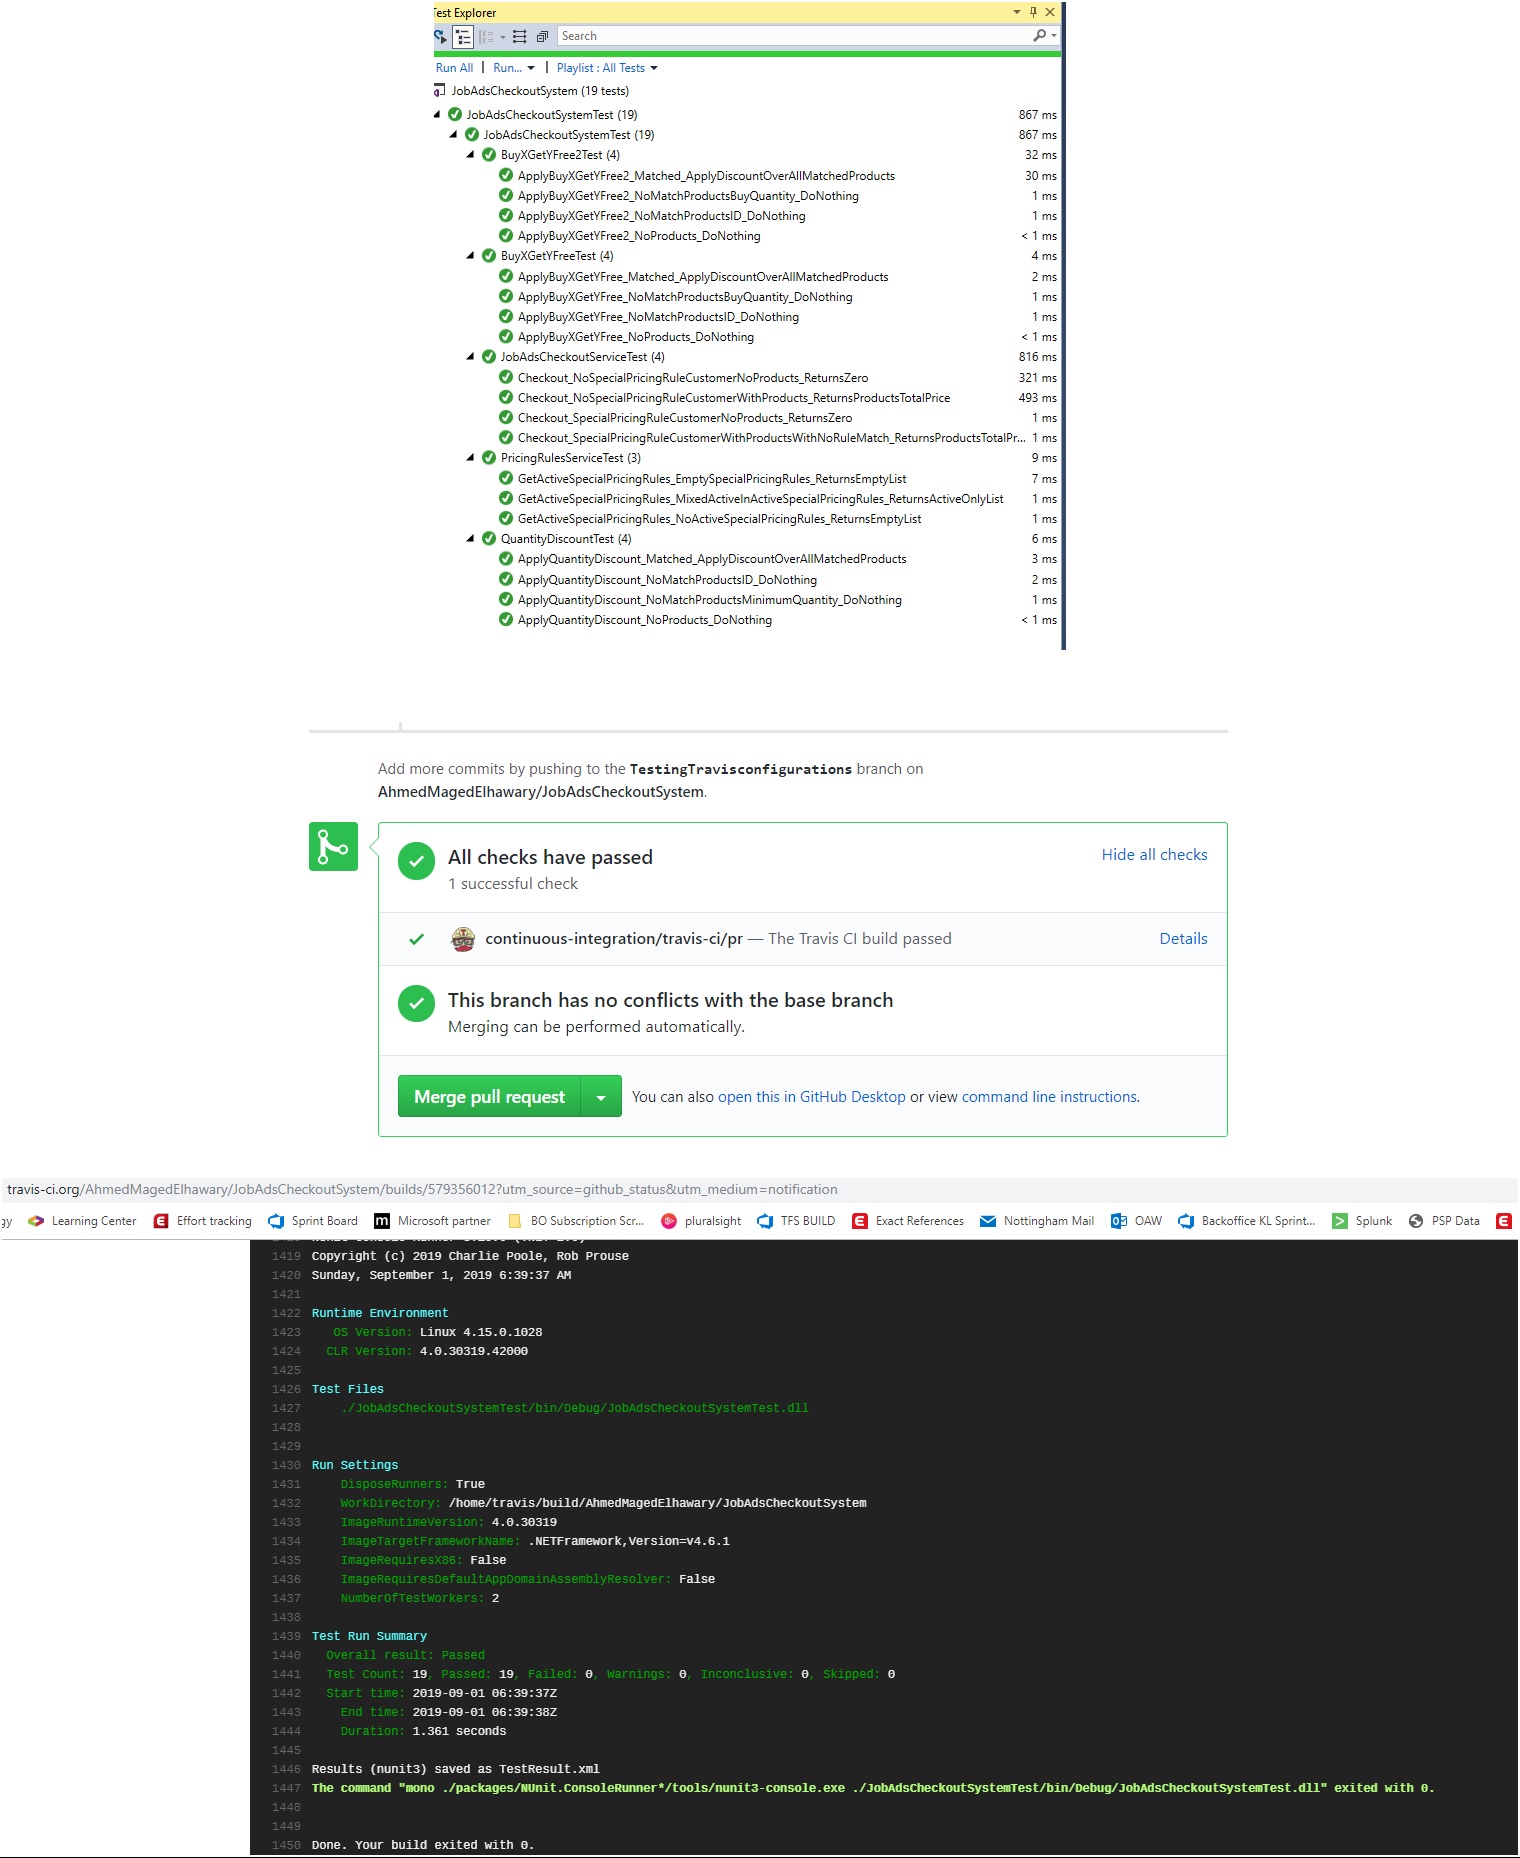 Test Explorer
Search
Run All | Run... | Playlist : All Tests
JobAdsCheckoutSystem (19 tests)
JobAdsCheckoutSystemTest (19) 867 ms
JobAdsCheckoutSystemTest (19) 867 ms
BuyXGetYFree2Test (4) 32 ms
ApplyBuyXGetYFree2_Matched_ApplyDiscountOverAllMatchedProducts 30 ms
ApplyBuyXGetYFree2_NoMatchProductsBuyQuantity_DoNothing 1 ms
ApplyBuyXGetYFree2_NoMatchProductsID_DoNothing 1 ms
ApplyBuyXGetYFree2_NoProducts_DoNothing < 1 ms
BuyXGetYFreeTest (4) 4 ms
ApplyBuyXGetYFree_Matched_ApplyDiscountOverAllMatchedProducts 2 ms
ApplyBuyXGetYFree_NoMatchProductsBuyQuantity_DoNothing 1 ms
ApplyBuyXGetYFree_NoMatchProductsID_DoNothing 1 ms
ApplyBuyXGetYFree_NoProducts_DoNothing < 1 ms
JobAdsCheckoutServiceTest (4) 816 ms
Checkout_NoSpecialPricingRuleCustomerNoProducts_ReturnsZero 321 ms
Checkout_NoSpecialPricingRuleCustomerWithProducts_ReturnsProductsTotalPrice 493 ms
Checkout_SpecialPricingRuleCustomerNoProducts_ReturnsZero 1 ms
Checkout_SpecialPricingRuleCustomerWithProductsWithNoRuleMatch_ReturnsProductsTotalPr... 1 ms
PricingRulesServiceTest (3) 9 ms
GetActiveSpecialPricingRules_EmptySpecialPricingRules_ReturnsEmptyList 7 ms
GetActiveSpecialPricingRules_MixedActiveInActiveSpecialPricingRules_ReturnsActiveOnlyList 1 ms
GetActiveSpecialPricingRules_NoActiveSpecialPricingRules_ReturnsEmptyList 1 ms
QuantityDiscountTest (4) 6 ms
ApplyQuantityDiscount_Matched_ApplyDiscountOverAllMatchedProducts 3 ms
ApplyQuantityDiscount_NoMatchProductsID_DoNothing 2 ms
ApplyQuantityDiscount_NoMatchProductsMinimumQuantity_DoNothing 1 ms
ApplyQuantityDiscount_NoProducts_DoNothing < 1 ms
Add more commits by pushing to the TestingTravisconfigurations branch on
AhmedMagedElhawary/JobAdsCheckoutSystem.
All checks have passed Hide all checks
1 successful check
continuous-integration/travis-ci/pr — The Travis CI build passed Details
This branch has no conflicts with the base branch
Merging can be performed automatically.
Merge pull request You can also open this in GitHub Desktop or view command line instructions.
travis-ci.org/AhmedMagedElhawary/JobAdsCheckoutSystem/builds/579356012?utm_source=github_status&utm_medium=notification
gy Learning Center Effort tracking Sprint Board m Microsoft partner BO Subscription Scr... pluralsight TFS BUILD Exact References Nottingham Mail OAW Backoffice KL Sprint... Splunk PSP Data
1419 Copyright (c) 2019 Charlie Poole, Rob Prouse
1420 Sunday, September 1, 2019 6:39:37 AM
1421
1422 Runtime Environment
1423 OS Version: Linux 4.15.0.1028
1424 CLR Version: 4.0.30319.42000
1425
1426 Test Files
1427 ./JobAdsCheckoutSystemTest/bin/Debug/JobAdsCheckoutSystemTest.dll
1428
1429
1430 Run Settings
1431 DisposeRunners: True
1432 WorkDirectory: /home/travis/build/AhmedMagedElhawary/JobAdsCheckoutSystem
1433 ImageRuntimeVersion: 4.0.30319
1434 ImageTargetFrameworkName: .NETFramework,Version=v4.6.1
1435 ImageRequiresX86: False
1436 ImageRequiresDefaultAppDomainAssemblyResolver: False
1437 NumberOfTestWorkers: 2
1438
1439 Test Run Summary
1440 Overall result: Passed
1441 Test Count: 19, Passed: 19, Failed: 0, Warnings: 0, Inconclusive: 0, Skipped: 0
1442 Start time: 2019-09-01 06:39:37Z
1443 End time: 2019-09-01 06:39:38Z
1444 Duration: 1.361 seconds
1445
1446 Results (nunit3) saved as TestResult.xml
1447 The command "mono ./packages/NUnit.ConsoleRunner*/tools/nunit3-console.exe ./JobAdsCheckoutSystemTest/bin/Debug/JobAdsCheckoutSystemTest.dll" exited with 0.
1448
1449
1450 Done. Your build exited with 0.